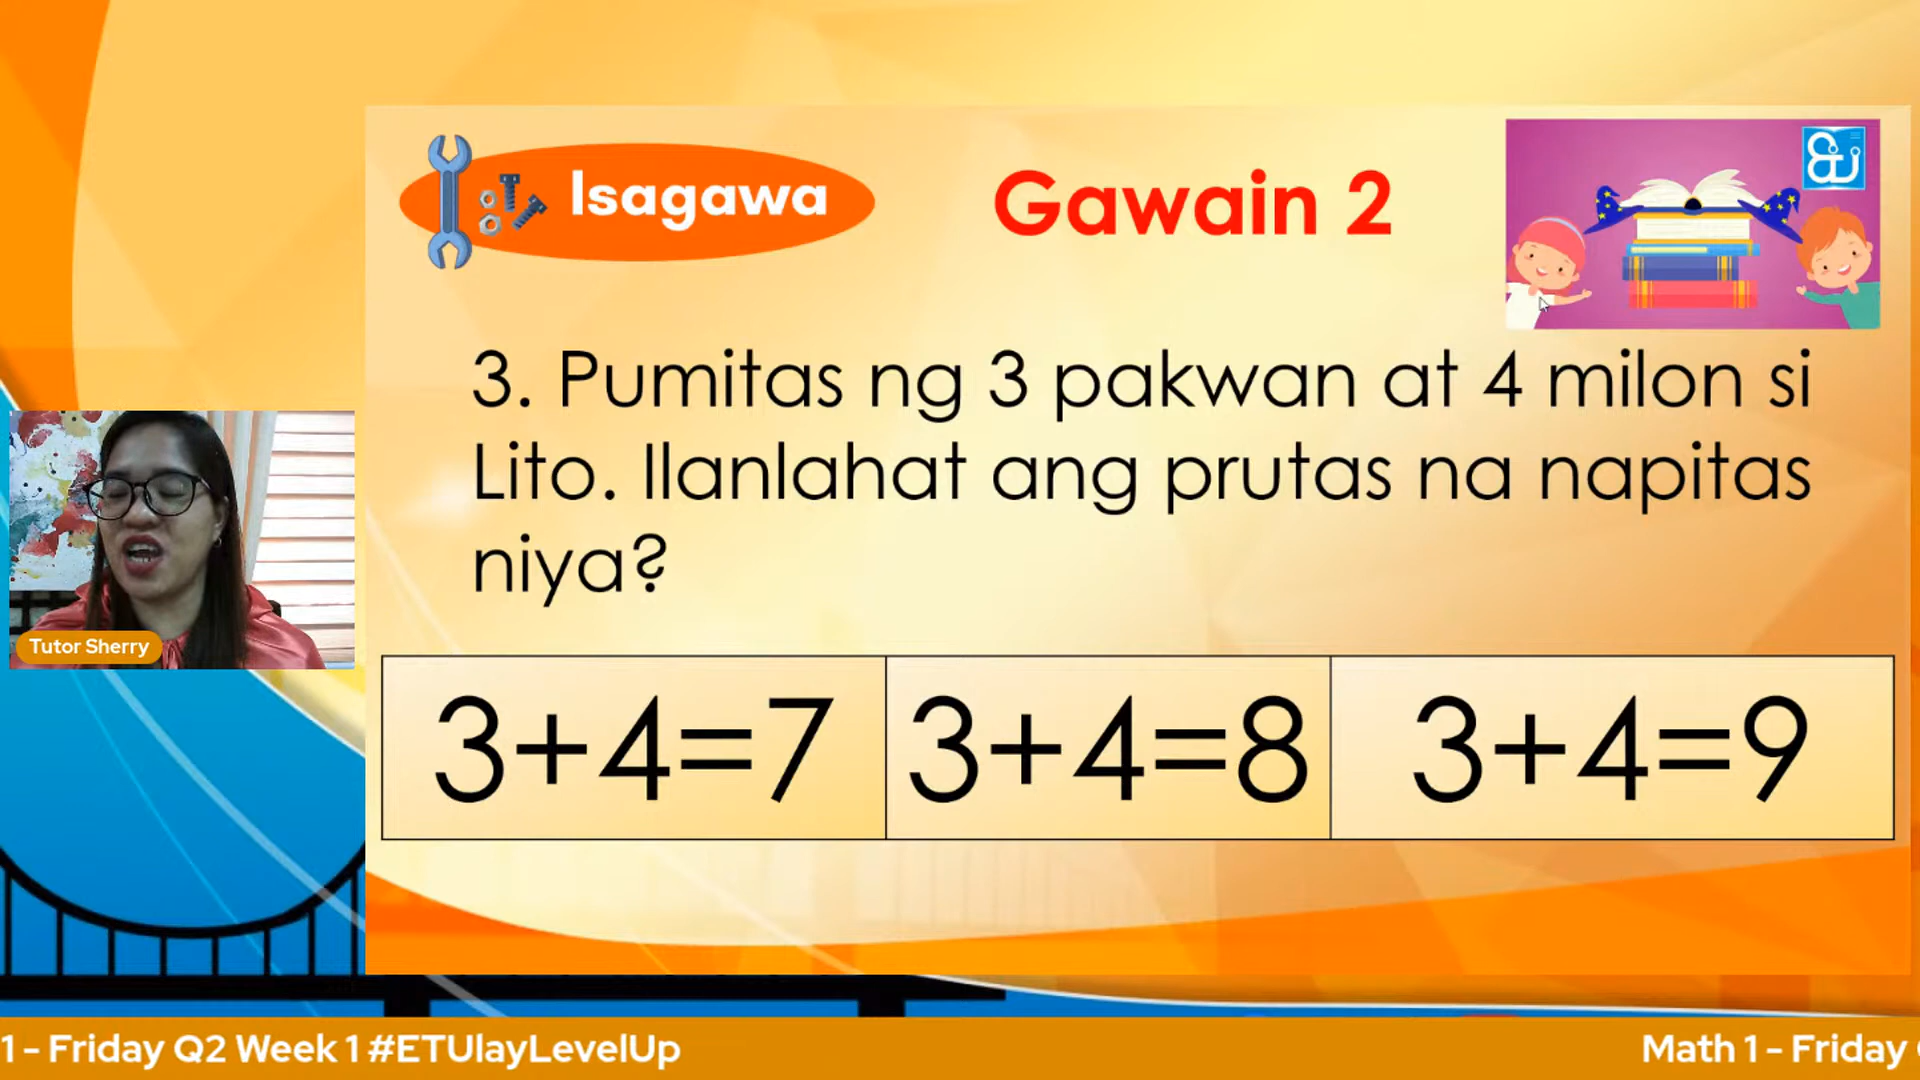 Isagawa
Gawain 2
3. Pumitas ng 3 pakwan at 4 milon si
Lito. Ilanlahat ang prutas na napitas
niya?
Tutor Sherry
3+4=7 3+4=8 3+4=9
1 - Friday Q2 Week 1 #ETUlayLevelUp
Math 1 - Friday